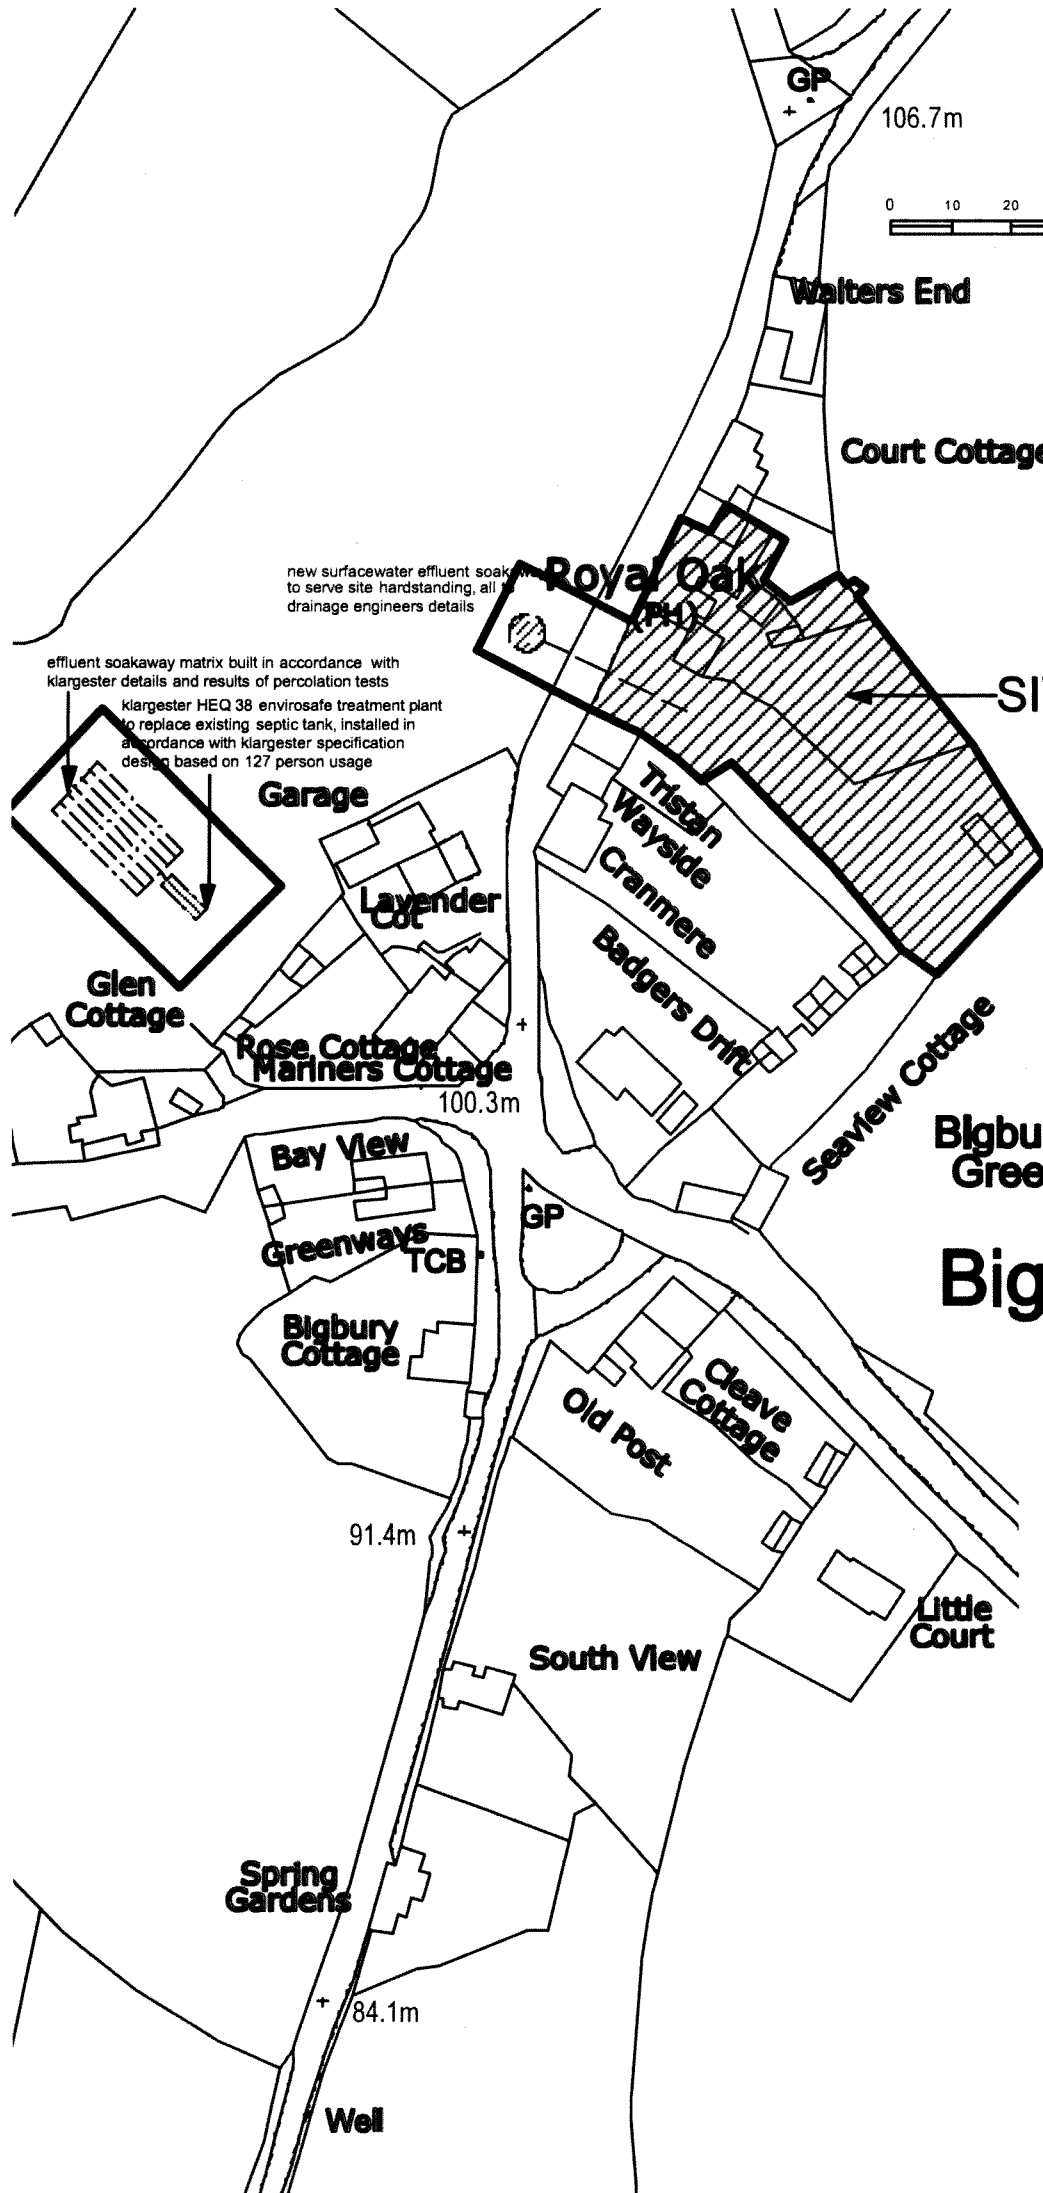 GP
106.7m
0 10 20
Walters End
Court Cottage
new surfacewater effluent
to serve site hardstanding, all
drainage engineers details
Royal Oak
(PH)
effluent soakaway matrix built in accordance with
klargester details and results of percolation tests
klargester HEQ 38 envirosafe treatment plant
to replace existing septic tank, installed in
accordance with klargester specification
design based on 127 person usage
SI
Garage
Tristan
Wayside
Cranmere
Badgers Drift
Lavender
Cot
Glen
Cottage
Rose Cottage
Mariners Cottage
100.3m
Seaview Cottage
Bigbu
Gree
Bay View
GP
Greenways
TCB
Big
Bigbury
Cottage
Cleave
Cottage
Old Post
91.4m
Little
Court
South View
Spring
Gardens
84.1m
Well